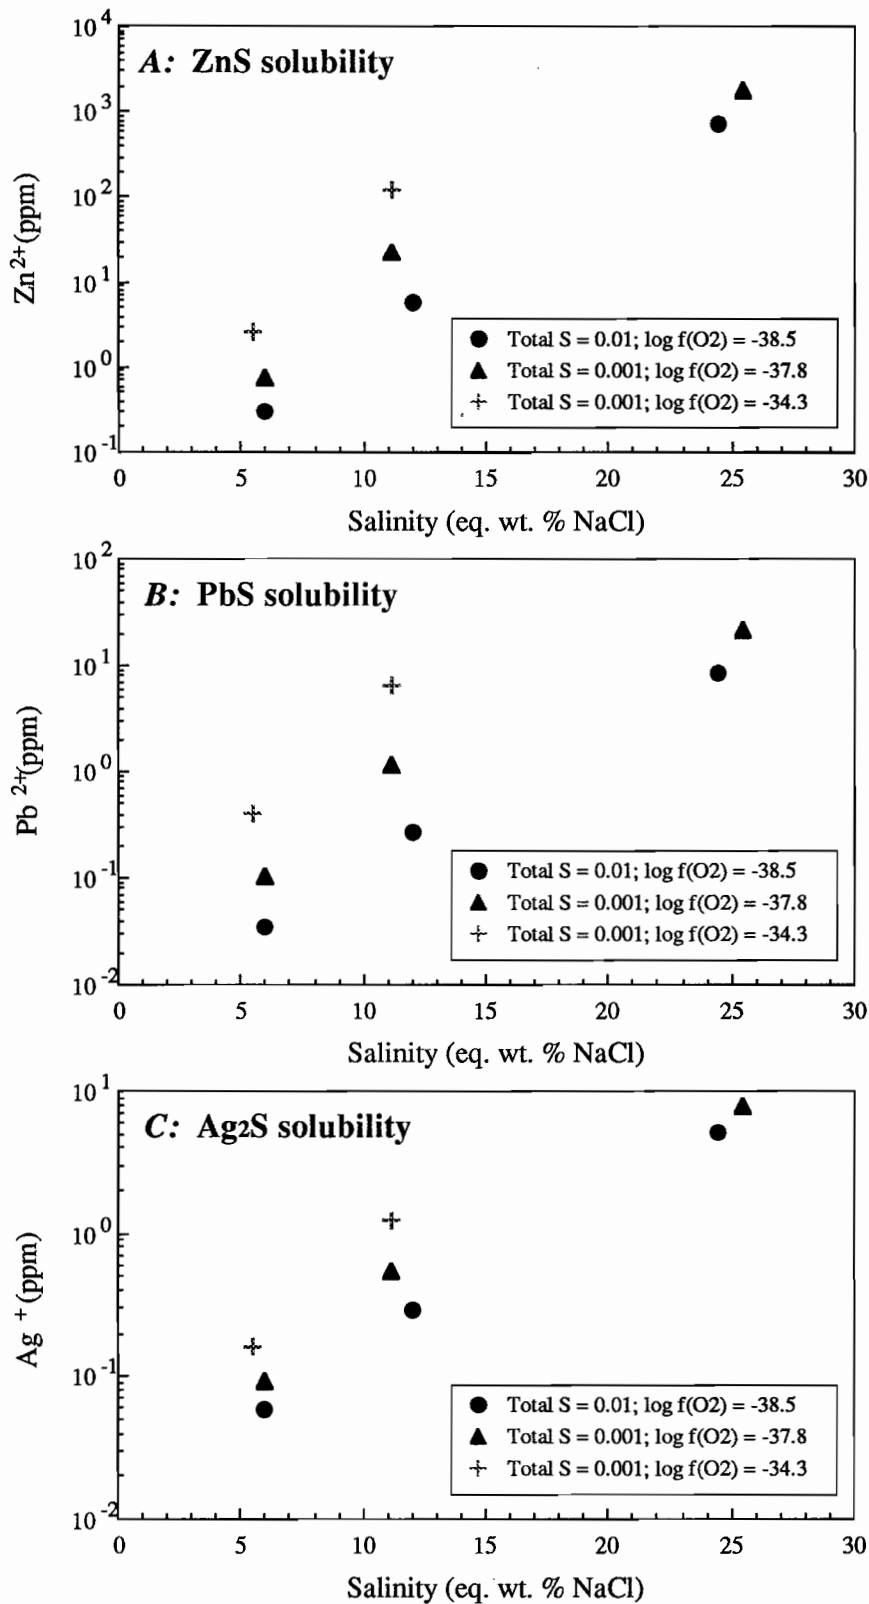 A: ZnS solubility
10^4
10^3
10^2
10^1
10^0
10^-1
Zn^2+(ppm)
Total S = 0.01; log f(O2) = -38.5
Total S = 0.001; log f(O2) = -37.8
Total S = 0.001; log f(O2) = -34.3
0 5 10 15 20 25 30
Salinity (eq. wt. % NaCl)
B: PbS solubility
10^2
10^1
10^0
10^-1
10^-2
Pb^2+(ppm)
Total S = 0.01; log f(O2) = -38.5
Total S = 0.001; log f(O2) = -37.8
Total S = 0.001; log f(O2) = -34.3
0 5 10 15 20 25 30
Salinity (eq. wt. % NaCl)
C: Ag2S solubility
10^1
10^0
10^-1
10^-2
Ag^+(ppm)
Total S = 0.01; log f(O2) = -38.5
Total S = 0.001; log f(O2) = -37.8
Total S = 0.001; log f(O2) = -34.3
0 5 10 15 20 25 30
Salinity (eq. wt. % NaCl)